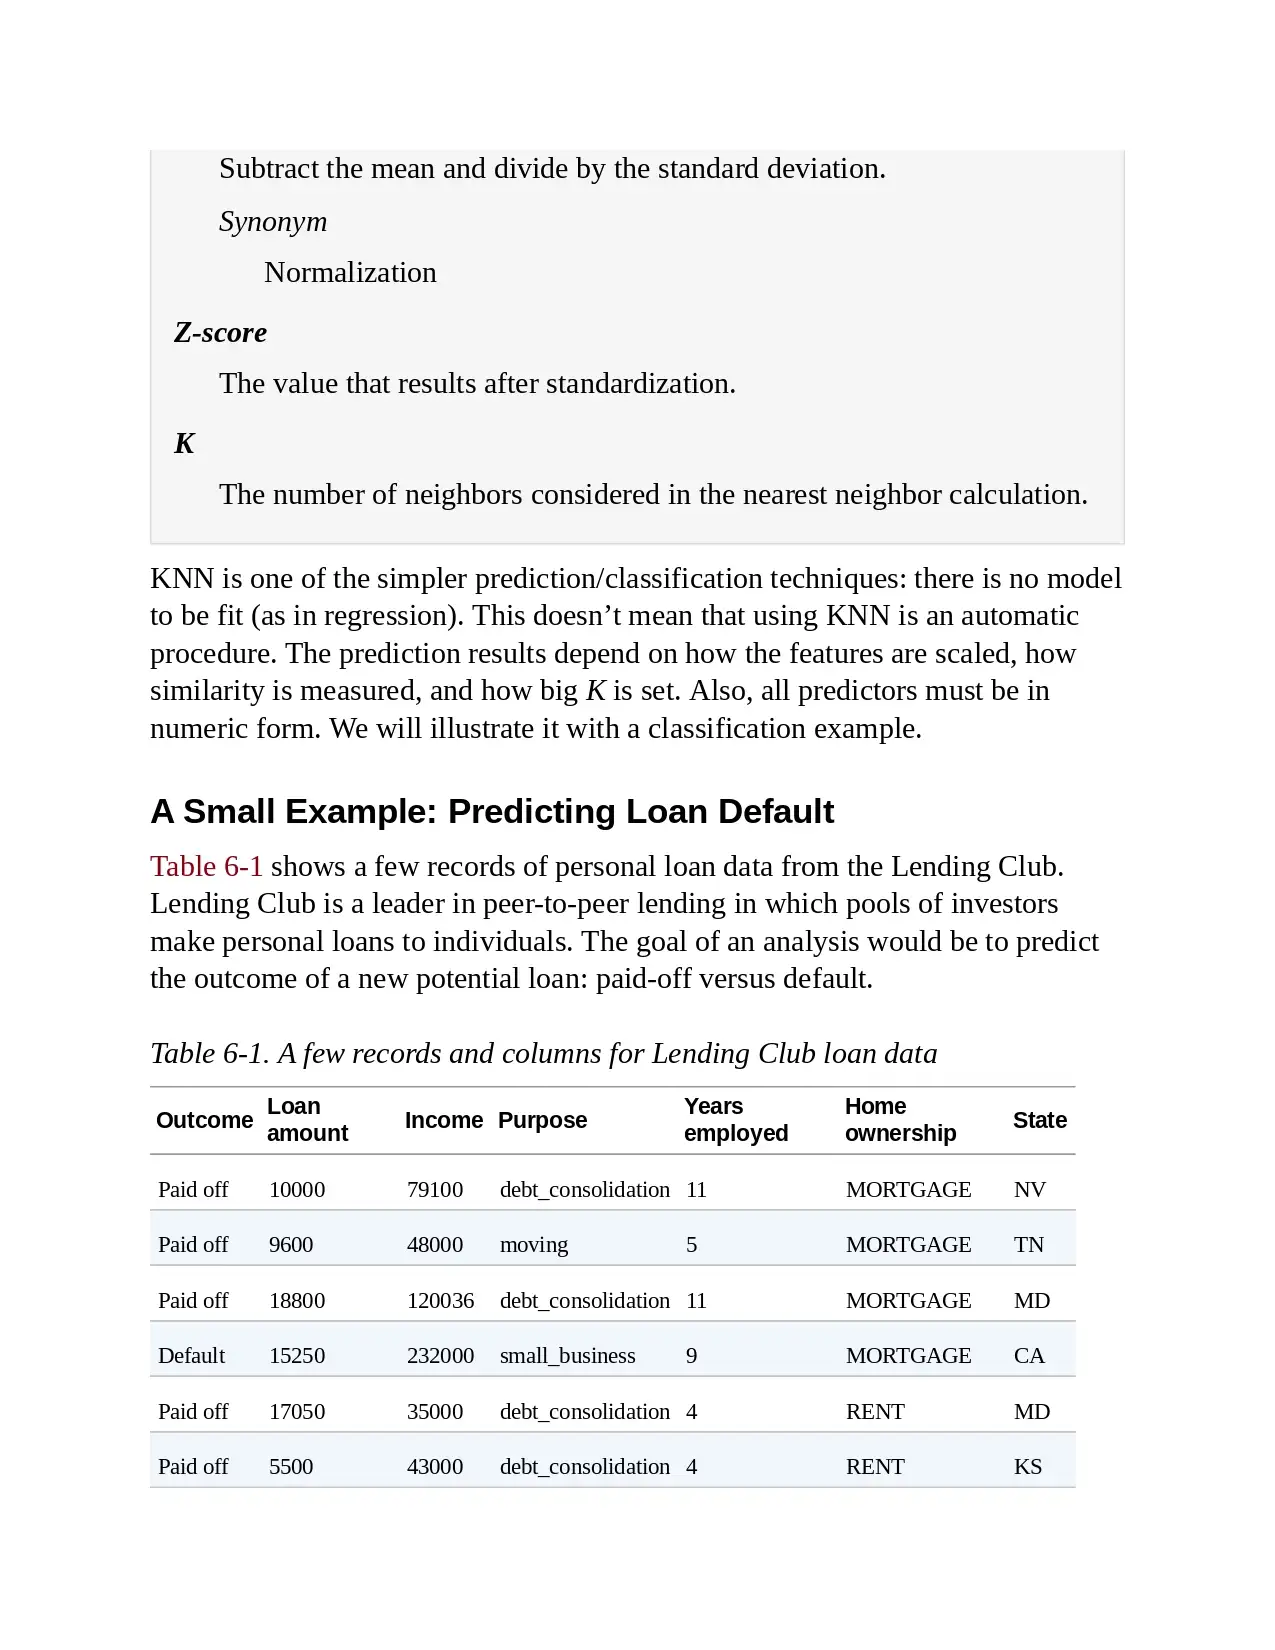 Subtract the mean and divide by the standard deviation.
Synonym
Normalization
Z-score
The value that results after standardization.
K
The number of neighbors considered in the nearest neighbor calculation.
KNN is one of the simpler prediction/classification techniques: there is no model
to be fit (as in regression). This doesn’t mean that using KNN is an automatic
procedure. The prediction results depend on how the features are scaled, how
similarity is measured, and how big K is set. Also, all predictors must be in
numeric form. We will illustrate it with a classification example.
A Small Example: Predicting Loan Default
Table 6-1 shows a few records of personal loan data from the Lending Club.
Lending Club is a leader in peer-to-peer lending in which pools of investors
make personal loans to individuals. The goal of an analysis would be to predict
the outcome of a new potential loan: paid-off versus default.
Table 6-1. A few records and columns for Lending Club loan data
Outcome Loan amount Income Purpose Years employed Home ownership State
Paid off 10000 79100 debt_consolidation 11 MORTGAGE NV
Paid off 9600 48000 moving 5 MORTGAGE TN
Paid off 18800 120036 debt_consolidation 11 MORTGAGE MD
Default 15250 232000 small_business 9 MORTGAGE CA
Paid off 17050 35000 debt_consolidation 4 RENT MD
Paid off 5500 43000 debt_consolidation 4 RENT KS